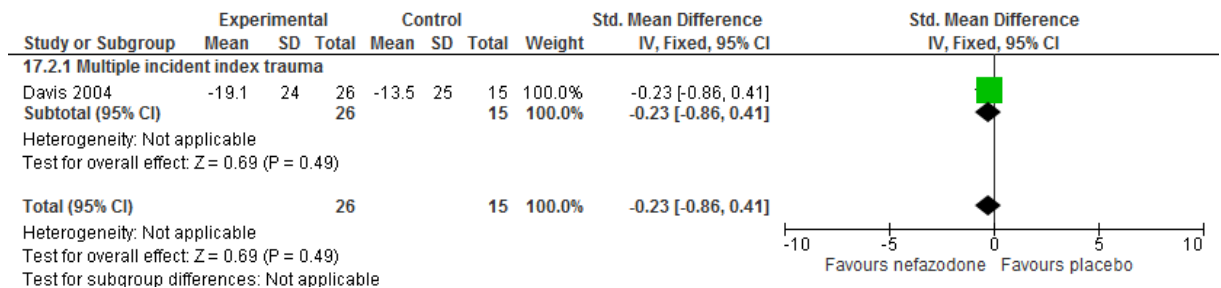 Experimental Control Std. Mean Difference Std. Mean Difference
Study or Subgroup Mean SD Total Mean SD Total Weight IV, Fixed, 95% CI IV, Fixed, 95% CI
17.2.1 Multiple incident index trauma
Davis 2004 -19.1 24 26 -13.5 25 15 100.0% -0.23 [-0.86, 0.41]
Subtotal (95% CI) 26 15 100.0% -0.23 [-0.86, 0.41]
Heterogeneity: Not applicable
Test for overall effect: Z = 0.69 (P = 0.49)
Total (95% CI) 26 15 100.0% -0.23 [-0.86, 0.41]
Heterogeneity: Not applicable
Test for overall effect: Z = 0.69 (P = 0.49)
Test for subgroup differences: Not applicable
-10 -5 0 5 10
Favours nefazodone Favours placebo